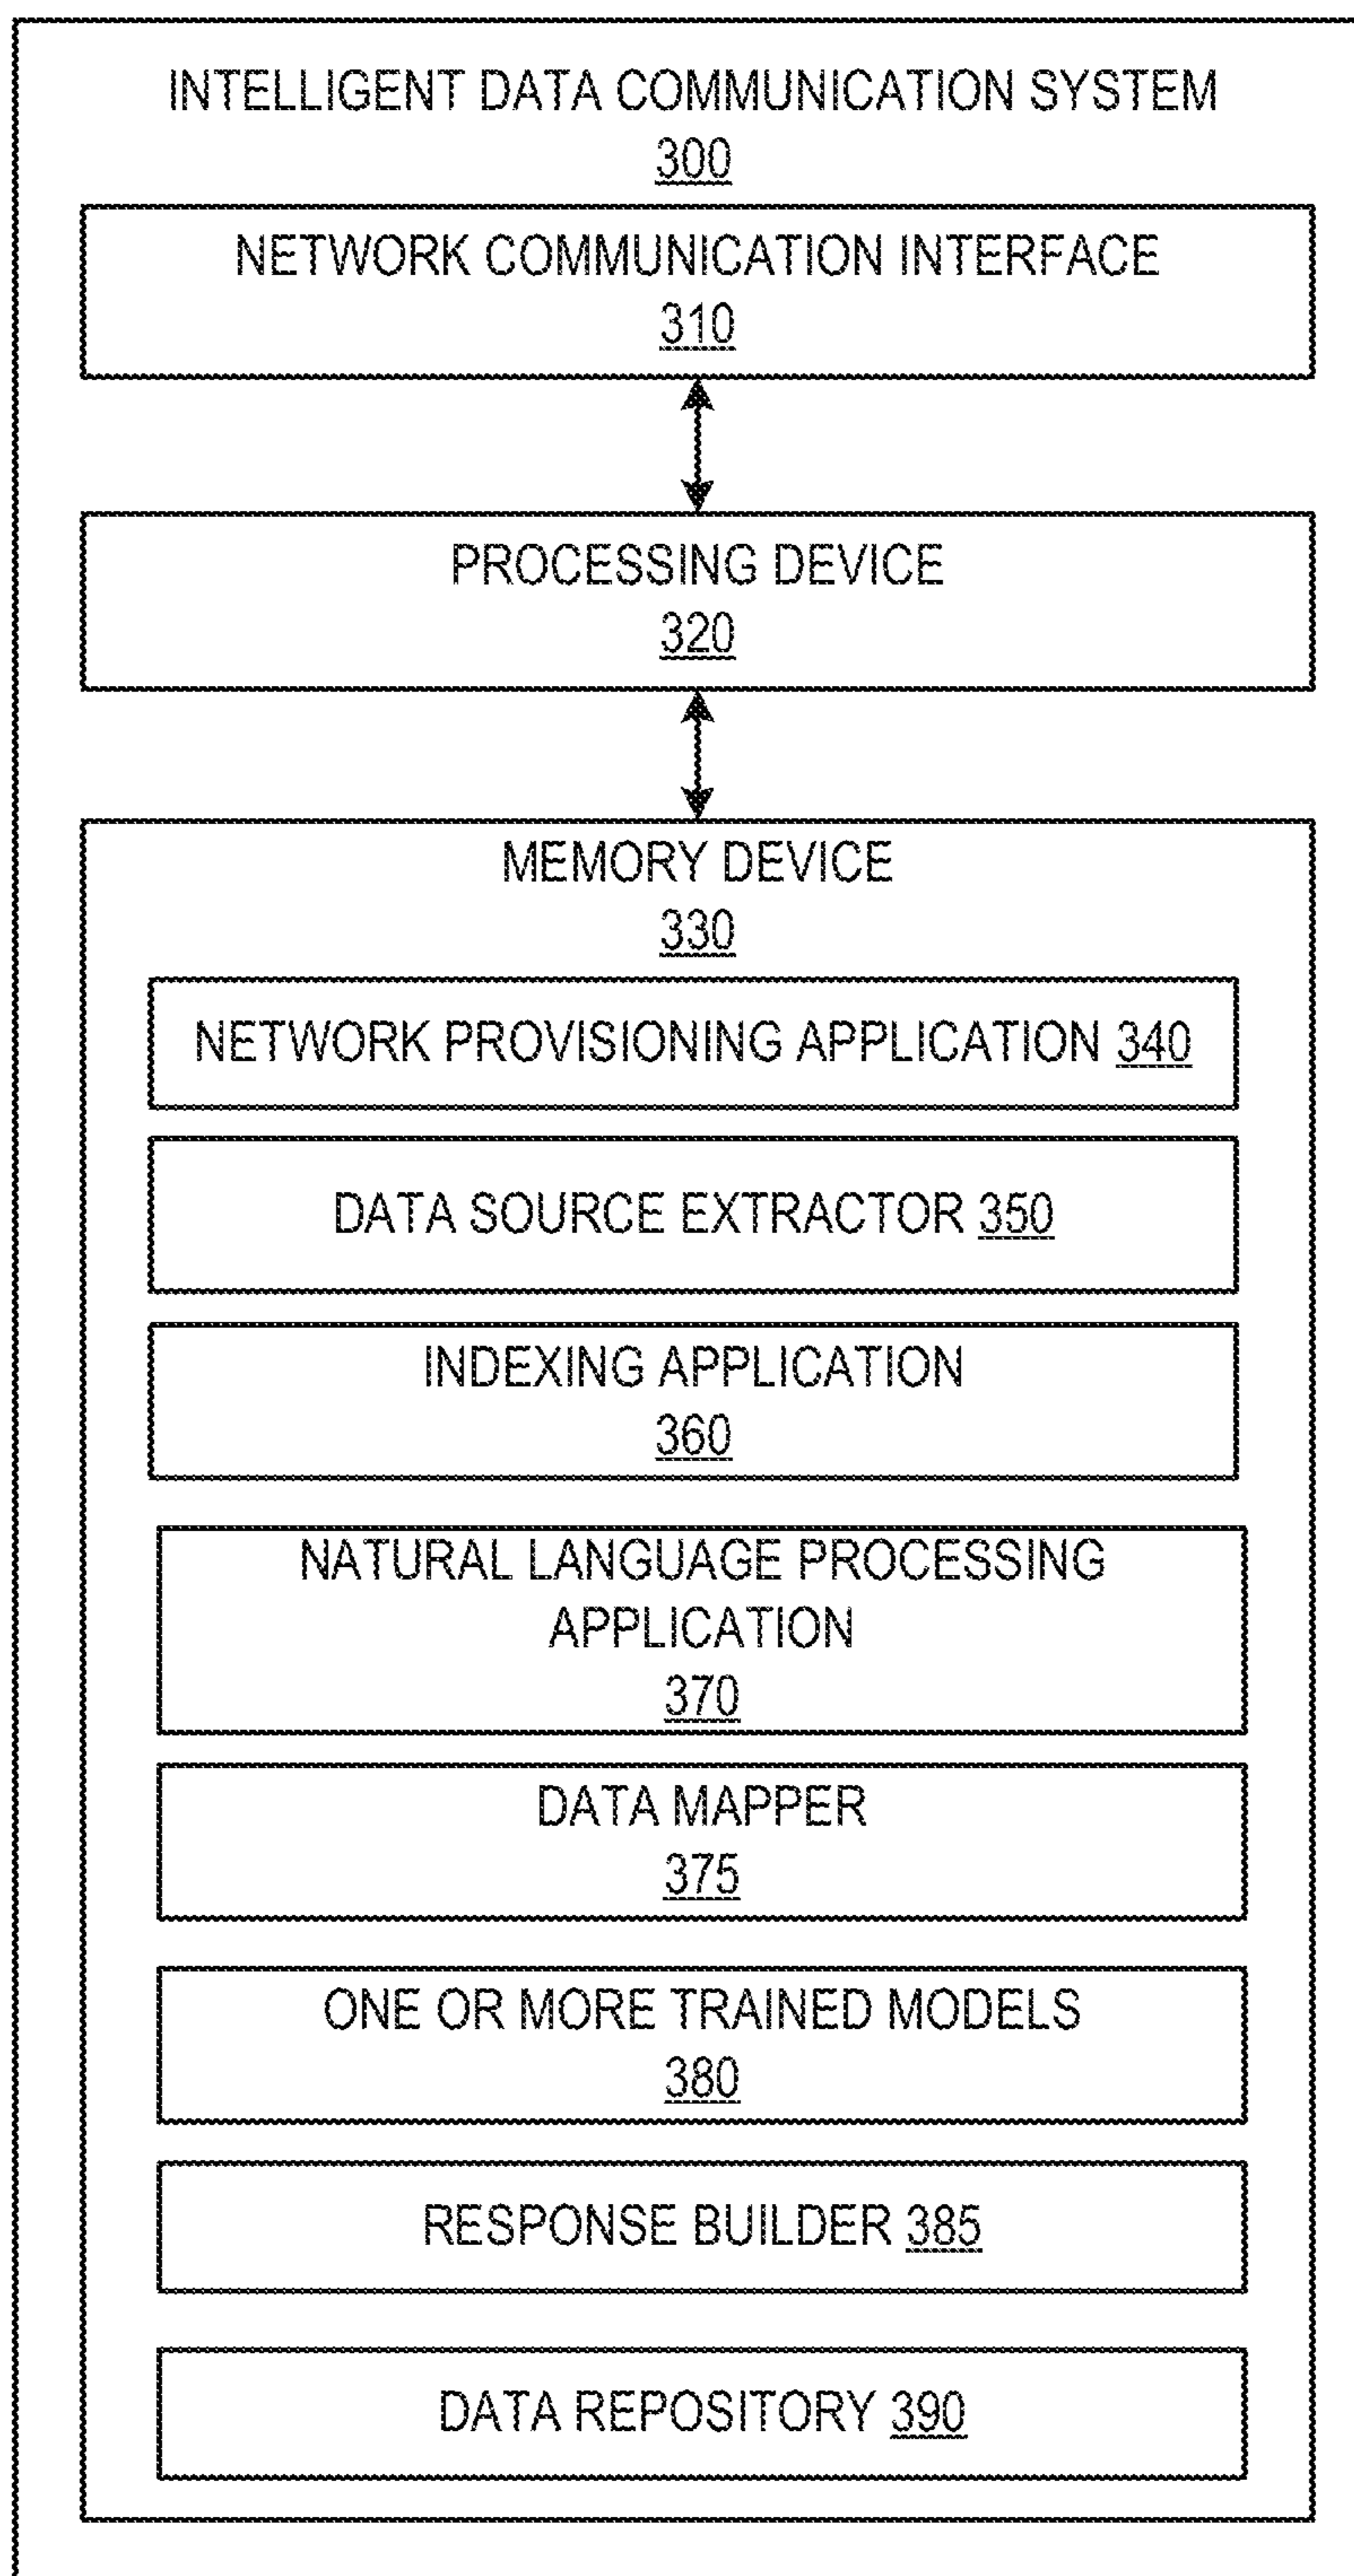 INTELLIGENT DATA COMMUNICATION SYSTEM
300
NETWORK COMMUNICATION INTERFACE
310
PROCESSING DEVICE
320
MEMORY DEVICE
330
NETWORK PROVISIONING APPLICATION 340
DATA SOURCE EXTRACTOR 350
INDEXING APPLICATION
360
NATURAL LANGUAGE PROCESSING
APPLICATION
370
DATA MAPPER
375
ONE OR MORE TRAINED MODELS
380
RESPONSE BUILDER 385
DATA REPOSITORY 390